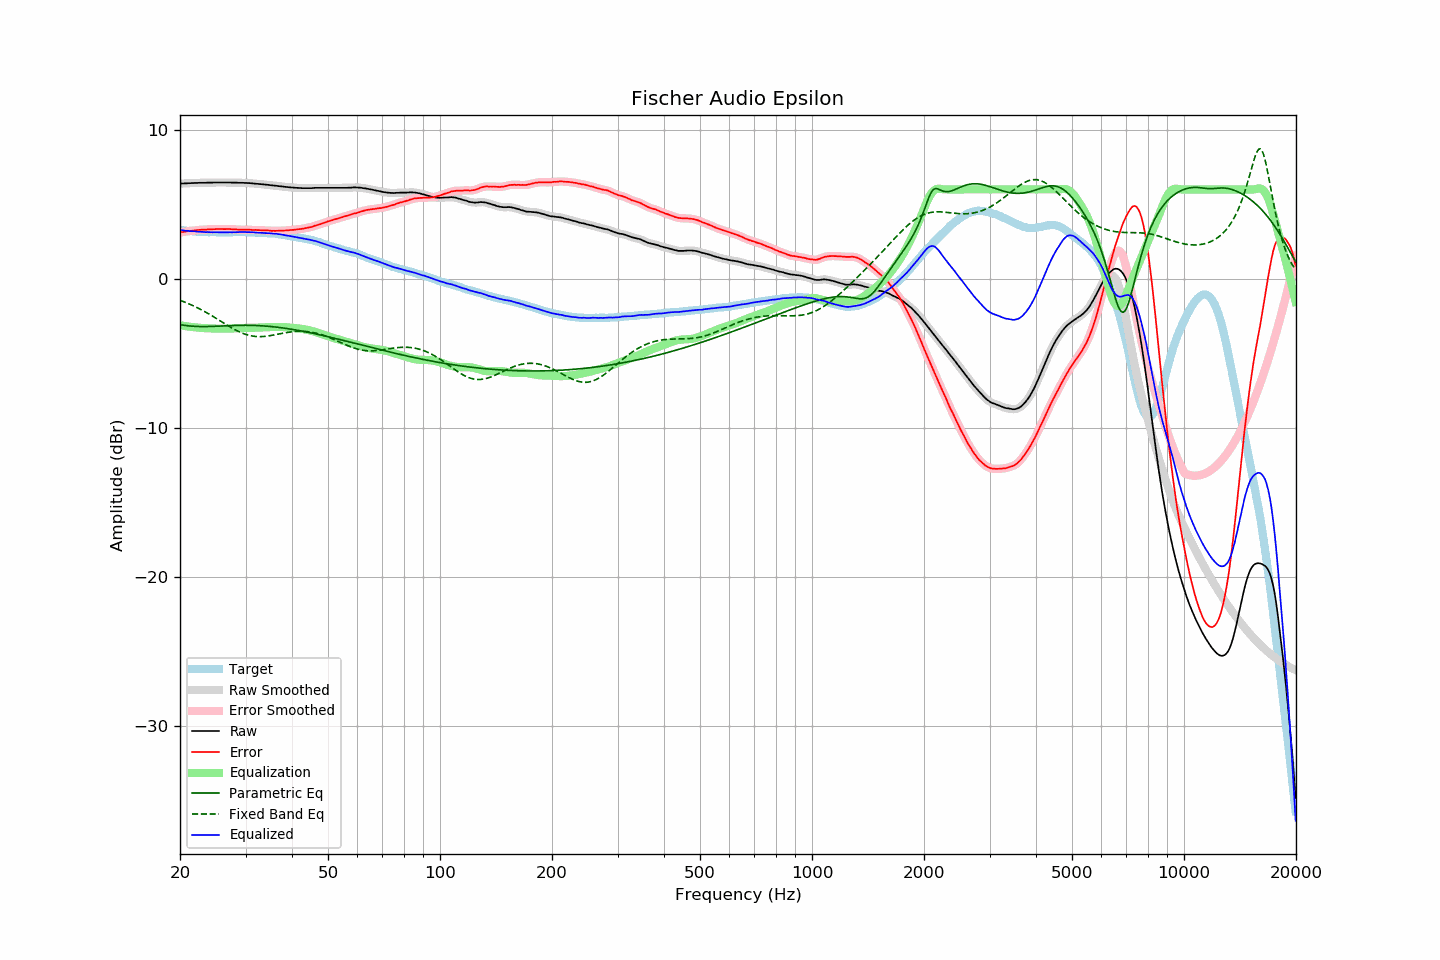 Fischer Audio Epsilon
10
0
−10
−20
−30
Amplitude (dBr)
Target
Raw Smoothed
Error Smoothed
Raw
Error
Equalization
Parametric Eq
Fixed Band Eq
Equalized
20 50 100 200 500 1000 2000 5000 10000 20000
Frequency (Hz)